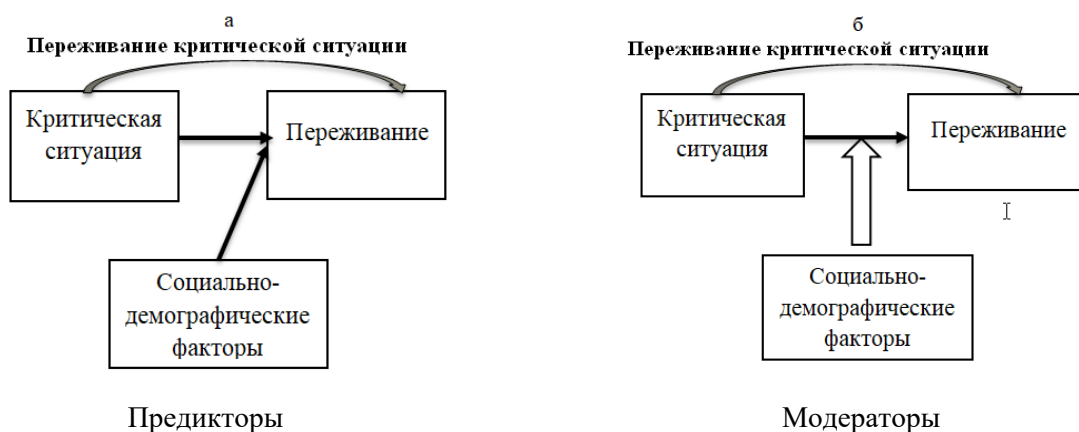 а
Переживание критической ситуации
Критическая
ситуация
Переживание
Социально-
демографические
факторы
Предикторы
б
Переживание критической ситуации
Критическая
ситуация
Переживание
Социально-
демографические
факторы
Модераторы